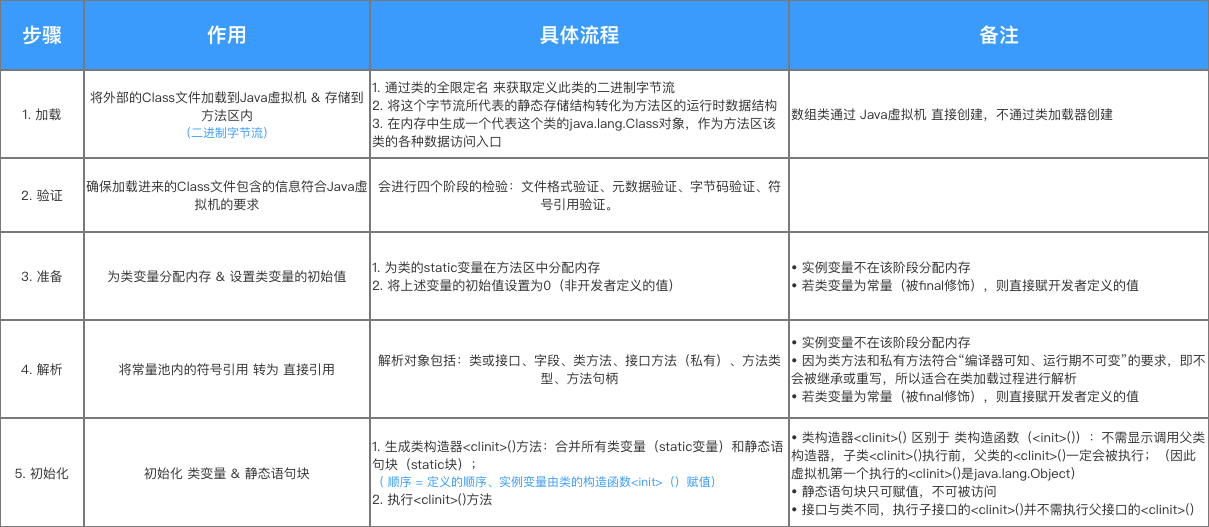 步骤
作用
具体流程
备注
1. 加载
将外部的Class文件加载到Java虚拟机 & 存储到
方法区内
（二进制字节流）
1. 通过类的全限定名 来获取定义此类的二进制字节流
2. 将这个字节流所代表的静态存储结构转化为方法区的运行时数据结构
3. 在内存中生成一个代表这个类的java.lang.Class对象，作为方法区该
类的各种数据访问入口
数组类通过 Java虚拟机 直接创建，不通过类加载器创建
2. 验证
确保加载进来的Class文件包含的信息符合Java虚
拟机的要求
会进行四个阶段的检验：文件格式验证、元数据验证、字节码验证、符
号引用验证。
3. 准备
为类变量分配内存 & 设置类变量的初始值
1. 为类的static变量在方法区中分配内存
2. 将上述变量的初始值设置为0（非开发者定义的值）
• 实例变量不在该阶段分配内存
• 若类变量为常量（被final修饰），则直接赋开发者定义的值
4. 解析
将常量池内的符号引用 转为 直接引用
解析对象包括：类或接口、字段、类方法、接口方法（私有）、方法类
型、方法句柄
• 实例变量不在该阶段分配内存
• 因为类方法和私有方法符合“编译器可知、运行期不可变”的要求，即不
会被继承或重写，所以适合在类加载过程进行解析
• 若类变量为常量（被final修饰），则直接赋开发者定义的值
5. 初始化
初始化 类变量 & 静态语句块
1. 生成类构造器<clinit>()方法：合并所有类变量（static变量）和静态语
句块（static块）；
（ 顺序 = 定义的顺序、实例变量由类的构造函数<init>（）赋值）
2. 执行<clinit>()方法
• 类构造器<clinit>() 区别于 类构造函数（<init>()）：不需显示调用父类
构造器，子类<clinit>()执行前，父类的<clinit>()一定会被执行；（因此
虚拟机第一个执行的<clinit>()是java.lang.Object）
• 静态语句块只可赋值，不可被访问
• 接口与类不同，执行子接口的<clinit>()并不需执行父接口的<clinit>()